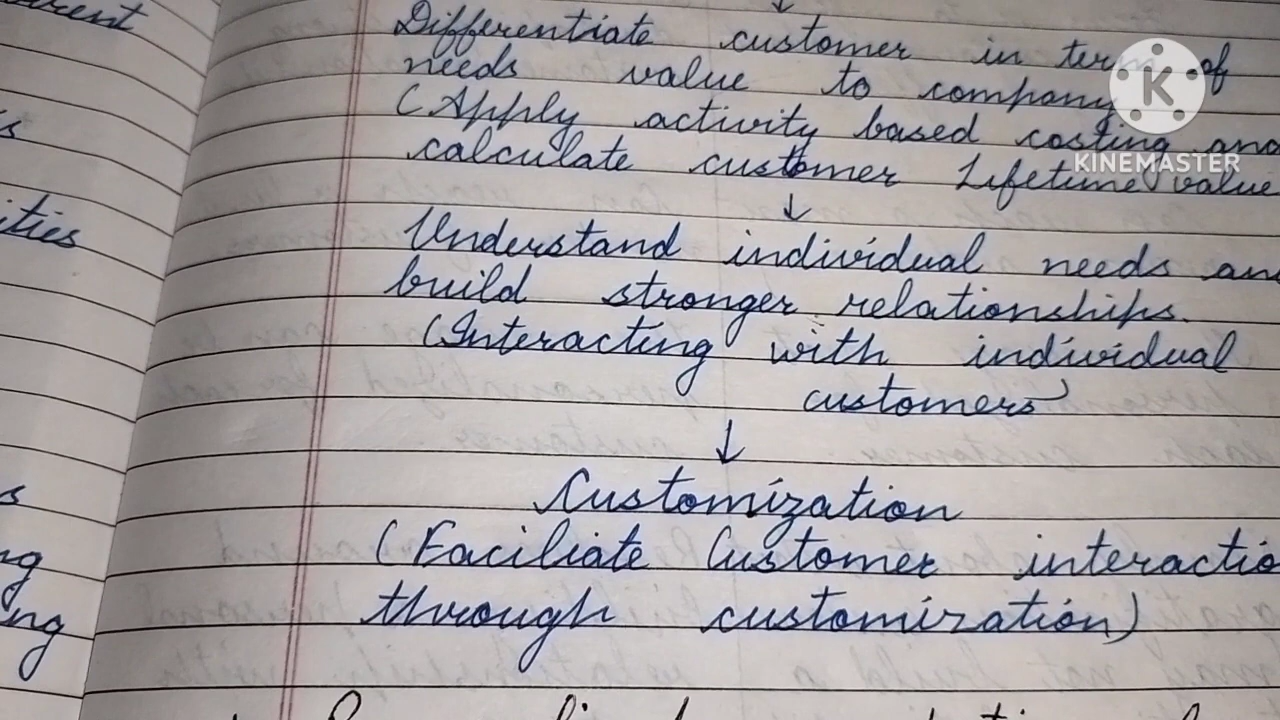 Differentiate customer in terms of
needs value to company
(Apply activity based costing and
calculate customer Lifetime value
↓
Understand individual needs an
build stronger relationships.
(Interacting with individual
customers)
↓
Customization
(Faciliate Customer interactio
through customization)
K
KINEMASTER